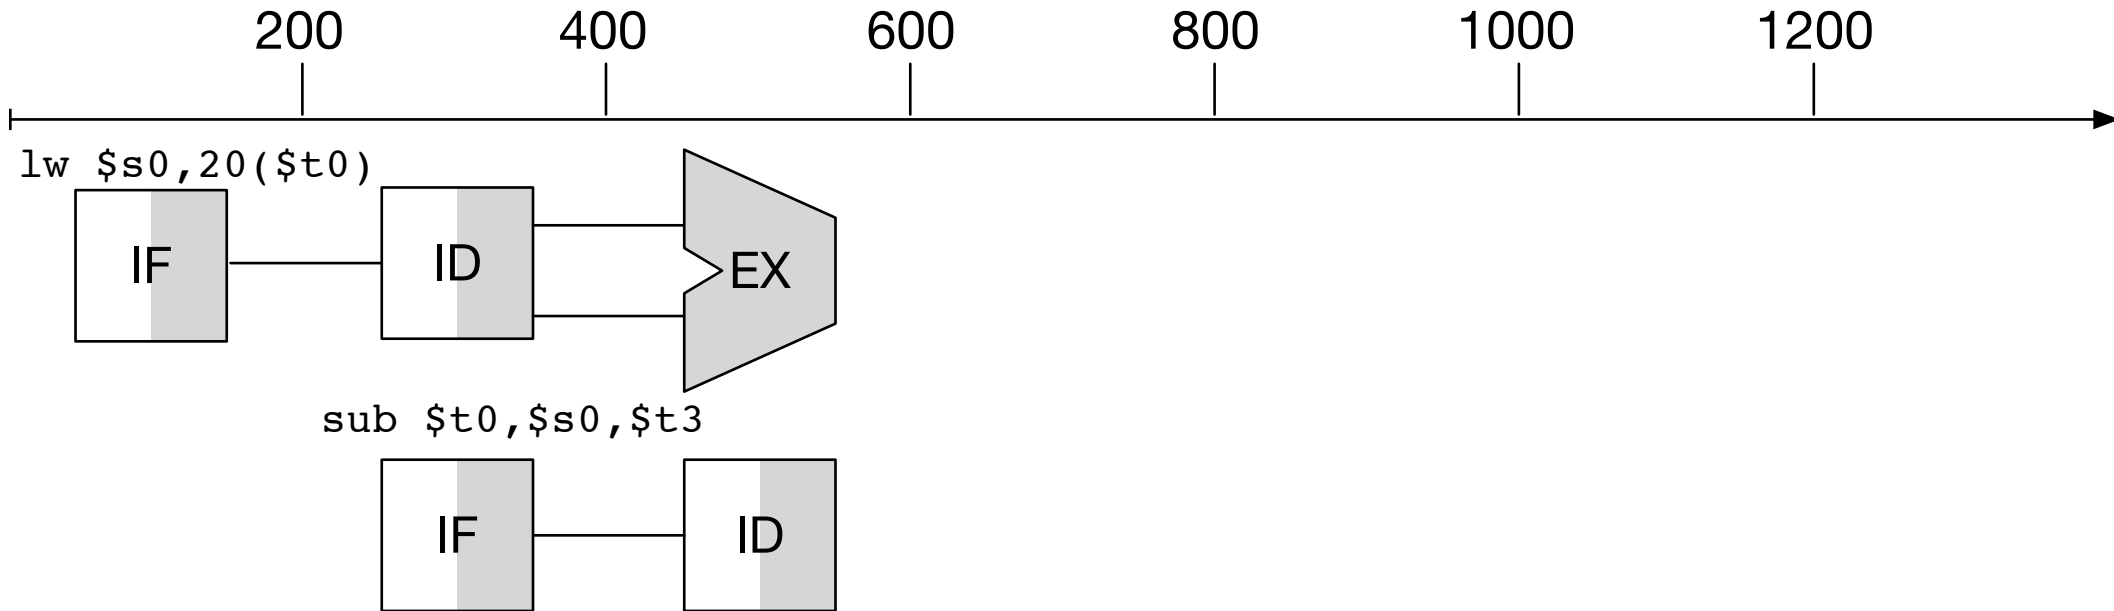 200 400 600 800 1000 1200
lw $s0,20($t0)
IF ID EX
sub $t0,$s0,$t3
IF ID